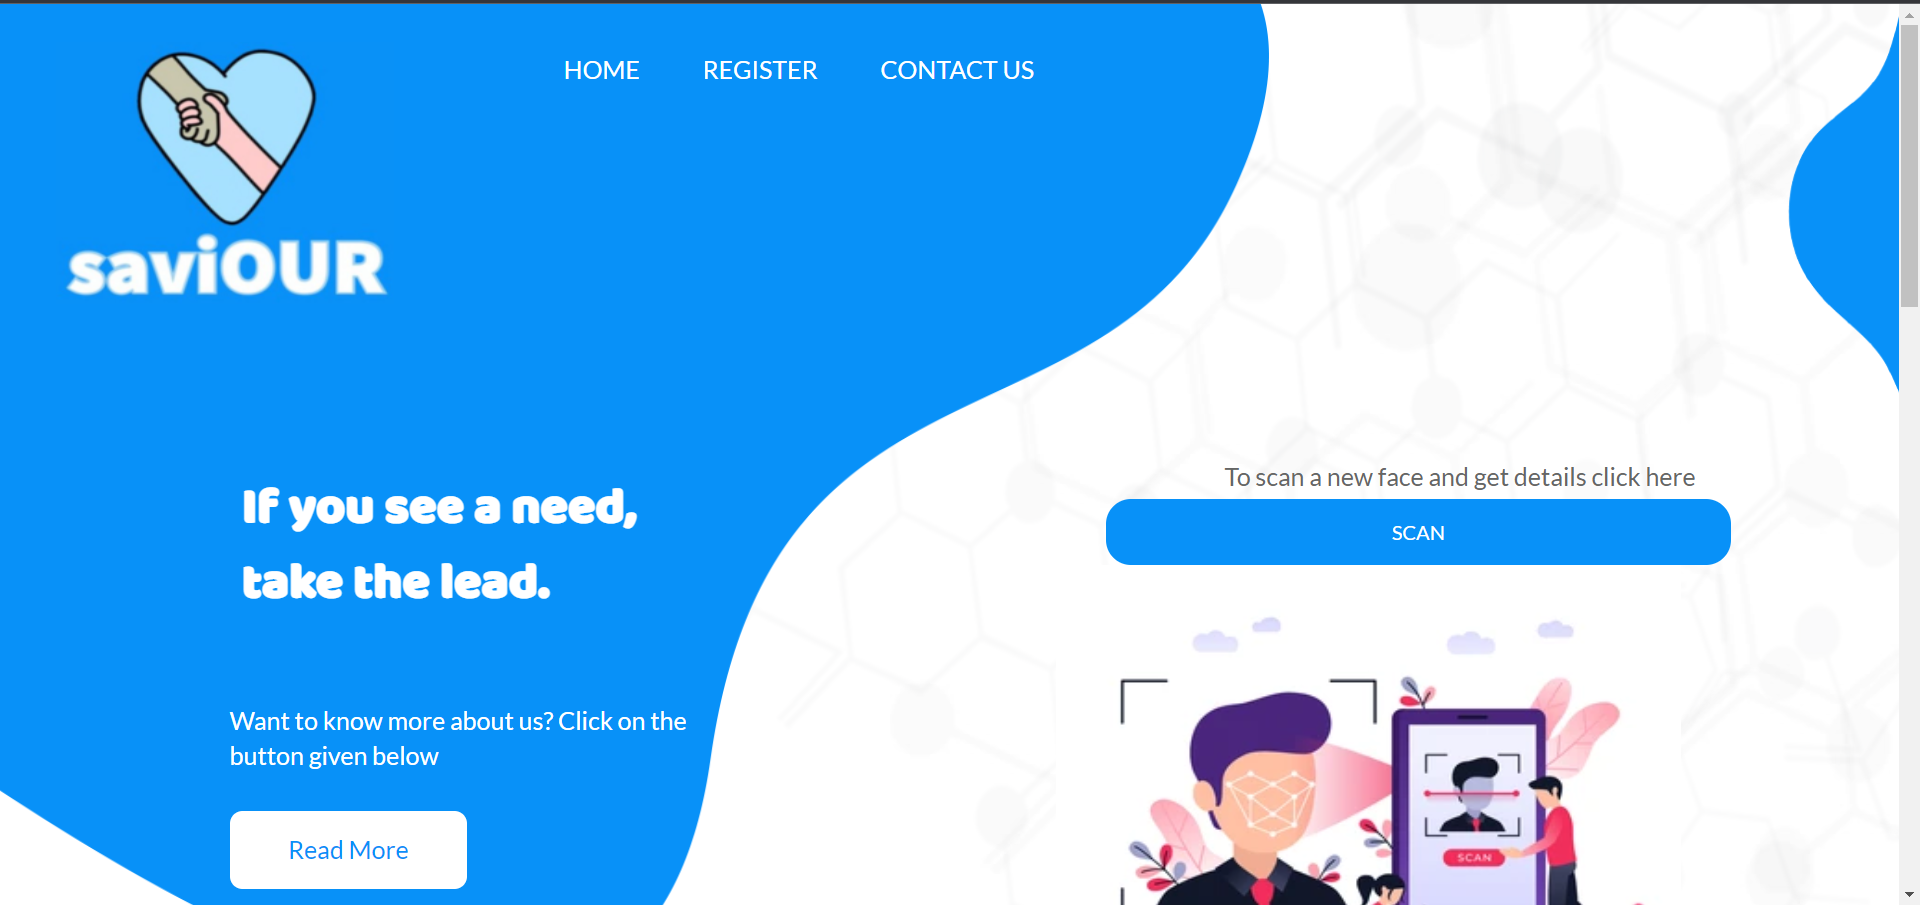 HOME REGISTER CONTACT US
saviOUR
If you see a need,
take the lead.
Want to know more about us? Click on the
button given below
Read More
To scan a new face and get details click here
SCAN
SCAN